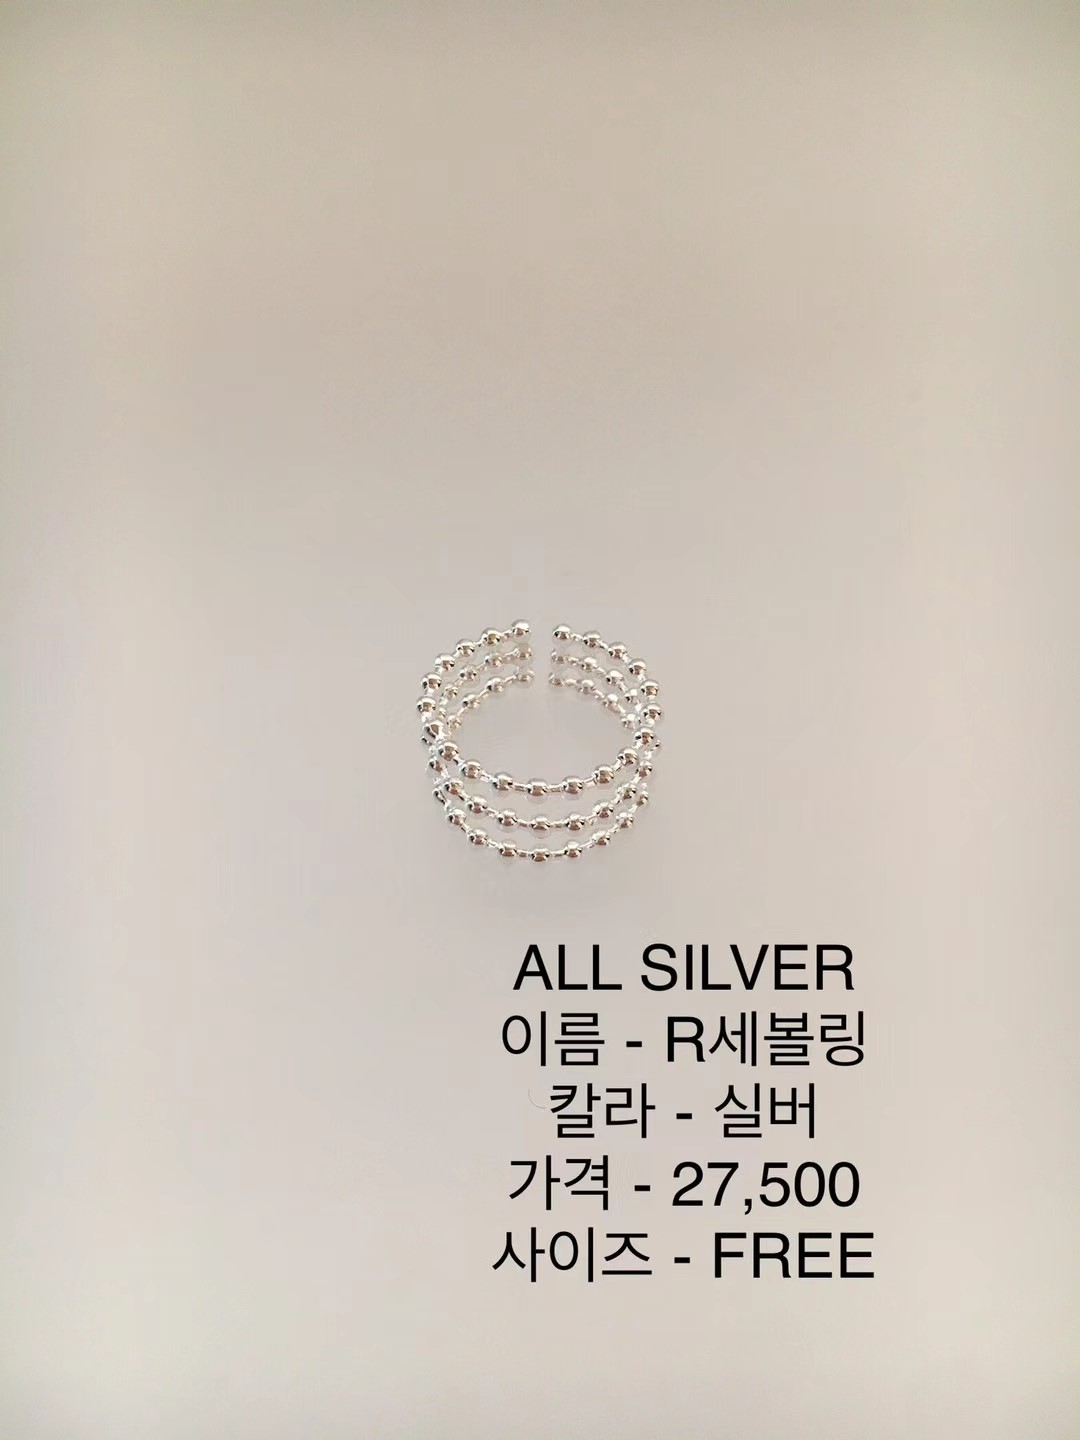 ALL SILVER
이름 - R세볼링
칼라 - 실버
가격 - 27,500
사이즈 - FREE